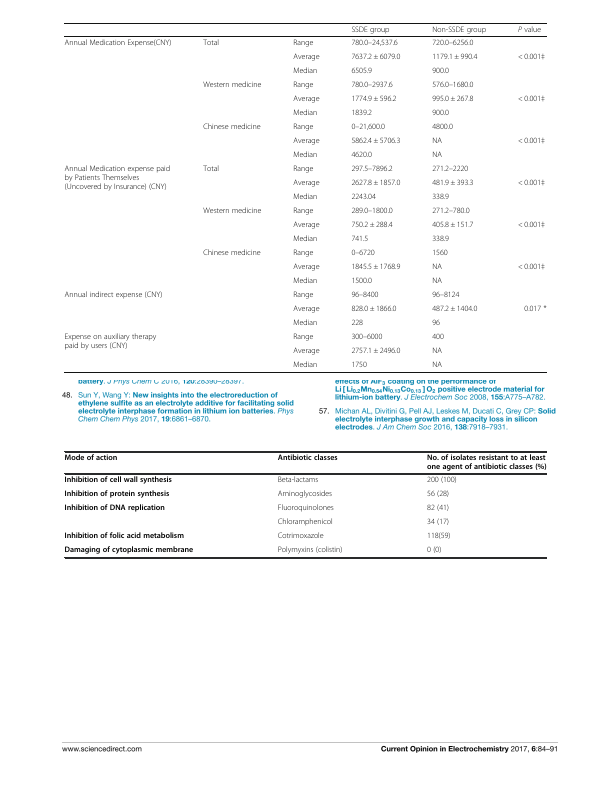 SSDE group Non-SSDE group P value
Annual Medication Expense(CNY) Total Range 780.0–24,537.6 720.0–6256.0
Average 7637.2 ± 6079.0 1179.1 ± 990.4 < 0.001‡
Median 6505.9 900.0
Western medicine Range 780.0–2937.6 576.0–1680.0
Average 1774.9 ± 596.2 995.0 ± 267.8 < 0.001‡
Median 1839.2 900.0
Chinese medicine Range 0–21,600.0 4800.0
Average 5862.4 ± 5706.3 NA < 0.001‡
Median 4620.0 NA
Annual Medication expense paid Total Range 297.5–7896.2 271.2–2220
by Patients Themselves
(Uncovered by Insurance) (CNY) Average 2627.8 ± 1857.0 481.9 ± 393.3 < 0.001‡
Median 2243.04 338.9
Western medicine Range 289.0–1800.0 271.2–780.0
Average 750.2 ± 288.4 405.8 ± 151.7 < 0.001‡
Median 741.5 338.9
Chinese medicine Range 0–6720 1560
Average 1845.5 ± 1768.9 NA < 0.001‡
Median 1500.0 NA
Annual indirect expense (CNY) Range 96–8400 96–8124
Average 828.0 ± 1866.0 487.2 ± 1404.0 0.017 *
Median 228 96
Expense on auxiliary therapy Range 300–6000 400
paid by users (CNY) Average 2757.1 ± 2496.0 NA
Median 1750 NA
battery. J Phys Chem C 2016, 120:26390–26397.
48. Sun Y, Wang Y: New insights into the electroreduction of
ethylene sulfite as an electrolyte additive for facilitating solid
electrolyte interphase formation in lithium ion batteries. Phys
Chem Chem Phys 2017, 19:6861–6870.
effects of AlF3 coating on the performance of
Li[Li0.2Mn0.54Ni0.13Co0.13]O2 positive electrode material for
lithium-ion battery. J Electrochem Soc 2008, 155:A775–A782.
57. Michan AL, Divitini G, Pell AJ, Leskes M, Ducati C, Grey CP: Solid
electrolyte interphase growth and capacity loss in silicon
electrodes. J Am Chem Soc 2016, 138:7918–7931.
Mode of action Antibiotic classes No. of isolates resistant to at least
one agent of antibiotic classes (%)
Inhibition of cell wall synthesis Beta-lactams 200 (100)
Inhibition of protein synthesis Aminoglycosides 56 (28)
Inhibition of DNA replication Fluoroquinolones 82 (41)
Chloramphenicol 34 (17)
Inhibition of folic acid metabolism Cotrimoxazole 118(59)
Damaging of cytoplasmic membrane Polymyxins (colistin) 0 (0)
www.sciencedirect.com Current Opinion in Electrochemistry 2017, 6:84–91